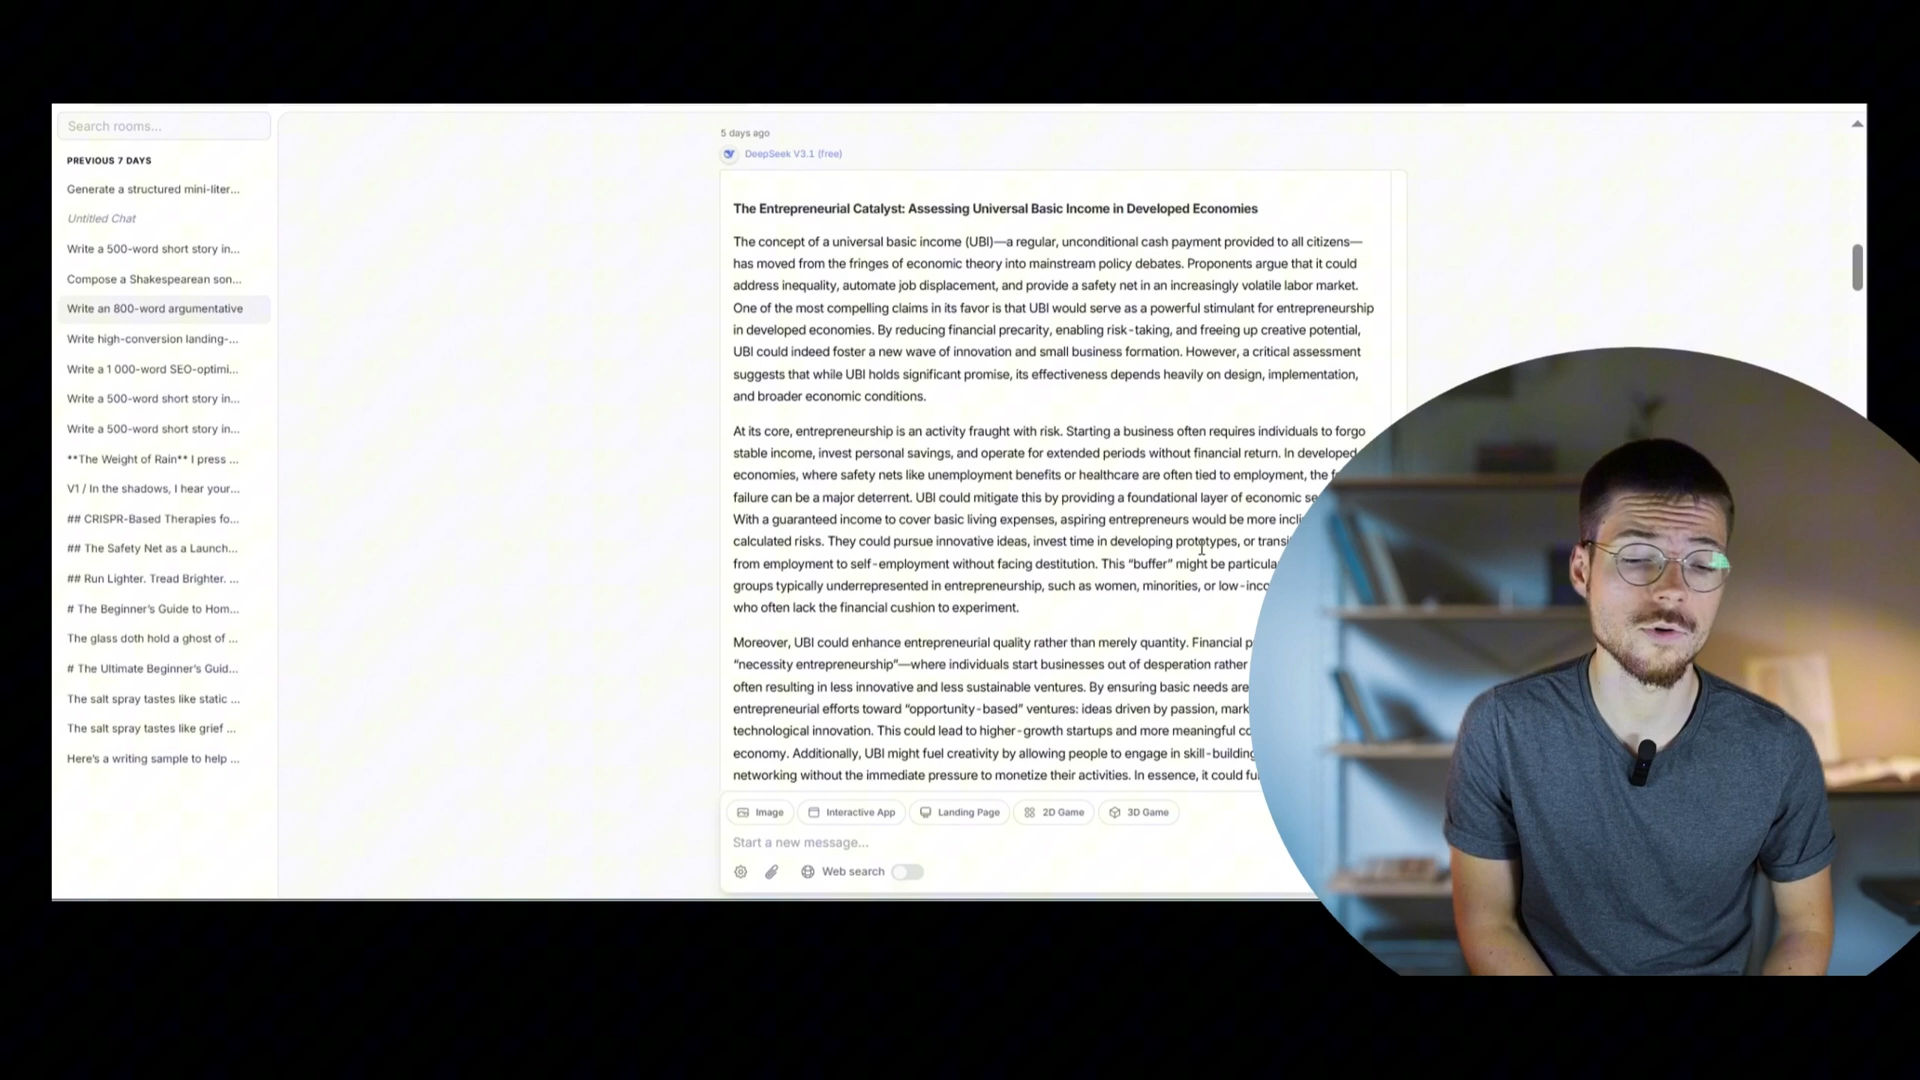 Search rooms...
PREVIOUS 7 DAYS
Generate a structured mini-liter...
Untitled Chat
Write a 500-word short story in...
Compose a Shakespearean son...
Write an 800-word argumentative
Write high-conversion landing-...
Write a 1 000-word SEO-optimi...
Write a 500-word short story in...
Write a 500-word short story in...
**The Weight of Rain** I press ...
V1 / In the shadows, I hear your...
## CRISPR-Based Therapies fo...
## The Safety Net as a Launch...
## Run Lighter. Tread Brighter. ...
# The Beginner's Guide to Hom...
The glass doth hold a ghost of ...
# The Ultimate Beginner's Guid...
The salt spray tastes like static ...
The salt spray tastes like grief ...
Here's a writing sample to help ...
5 days ago
DeepSeek V3.1 (free)
The Entrepreneurial Catalyst: Assessing Universal Basic Income in Developed Economies
The concept of a universal basic income (UBI)—a regular, unconditional cash payment provided to all citizens—
has moved from the fringes of economic theory into mainstream policy debates. Proponents argue that it could
address inequality, automate job displacement, and provide a safety net in an increasingly volatile labor market.
One of the most compelling claims in its favor is that UBI would serve as a powerful stimulant for entrepreneurship
in developed economies. By reducing financial precarity, enabling risk-taking, and freeing up creative potential,
UBI could indeed foster a new wave of innovation and small business formation. However, a critical assessment
suggests that while UBI holds significant promise, its effectiveness depends heavily on design, implementation,
and broader economic conditions.
At its core, entrepreneurship is an activity fraught with risk. Starting a business often requires individuals to forgo
stable income, invest personal savings, and operate for extended periods without financial return. In developed
economies, where safety nets like unemployment benefits or healthcare are often tied to employment, the
failure can be a major deterrent. UBI could mitigate this by providing a foundational layer of economic
With a guaranteed income to cover basic living expenses, aspiring entrepreneurs would be more
calculated risks. They could pursue innovative ideas, invest time in developing prototypes, or
from employment to self-employment without facing destitution. This “buffer” might be
groups typically underrepresented in entrepreneurship, such as women, minorities, or
who often lack the financial cushion to experiment.
Moreover, UBI could enhance entrepreneurial quality rather than merely quantity. Financial
“necessity entrepreneurship”—where individuals start businesses out of desperation rather
often resulting in less innovative and less sustainable ventures. By ensuring basic needs are
entrepreneurial efforts toward “opportunity-based” ventures: ideas driven by passion,
technological innovation. This could lead to higher-growth startups and more meaningful
economy. Additionally, UBI might fuel creativity by allowing people to engage in skill-building
networking without the immediate pressure to monetize their activities. In essence, it could
Image
Interactive App
Landing Page
2D Game
3D Game
Start a new message...
Web search